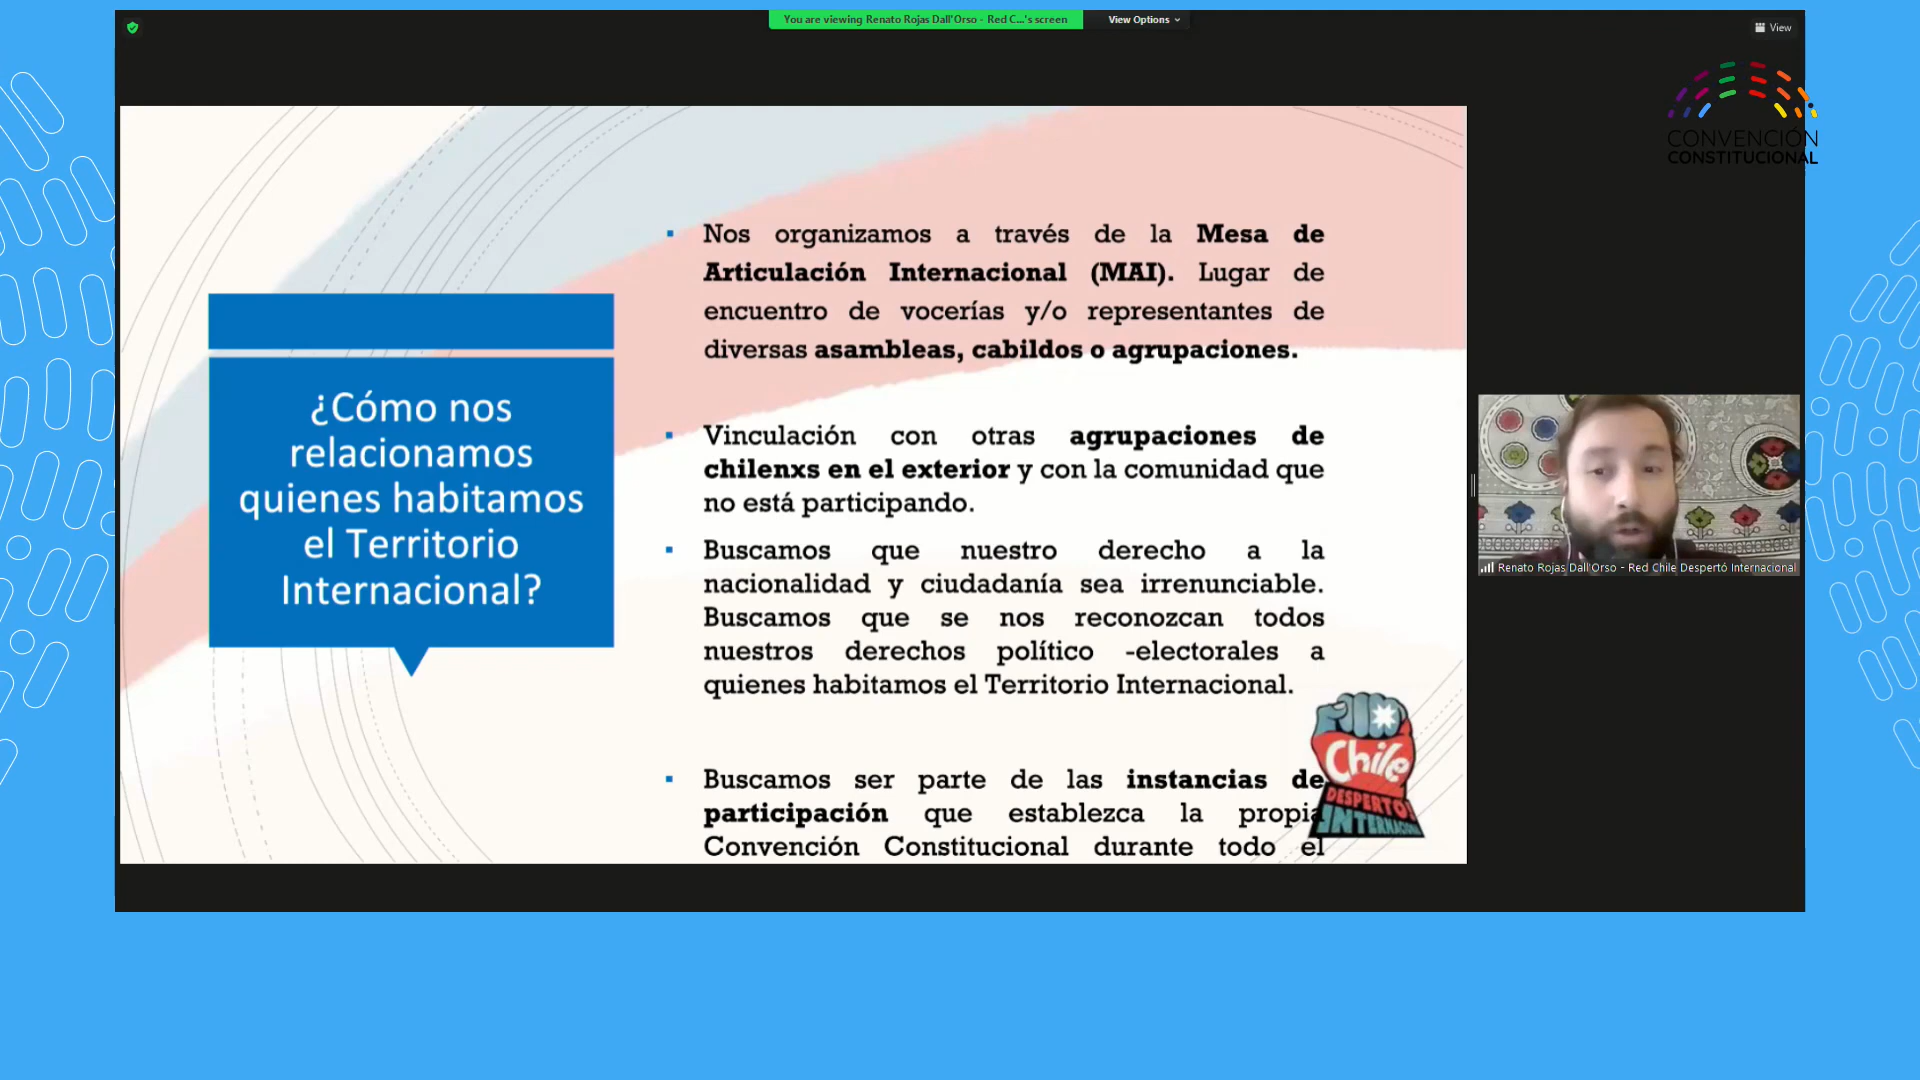 You are viewing Renato Rojas Dall'Orso - Red C...'s screen
View Options
View
CONVENCIÓN
CONSTITUCIONAL
¿Cómo nos
relacionamos
quienes habitamos
el Territorio
Internacional?
Nos organizamos a través de la Mesa de
Articulación Internacional (MAI). Lugar de
encuentro de vocerías y/o representantes de
diversas asambleas, cabildos o agrupaciones.
Vinculación con otras agrupaciones de
chilenxs en el exterior y con la comunidad que
no está participando.
Buscamos que nuestro derecho a la
nacionalidad y ciudadanía sea irrenunciable.
Buscamos que se nos reconozcan todos
nuestros derechos político -electorales a
quienes habitamos el Territorio Internacional.
Buscamos ser parte de las instancias de
participación que establezca la propia
Convención Constitucional durante todo el
Chile
DESPERTÓ
INTERNACIONAL
Renato Rojas Dall'Orso - Red Chile Despertó Internacional